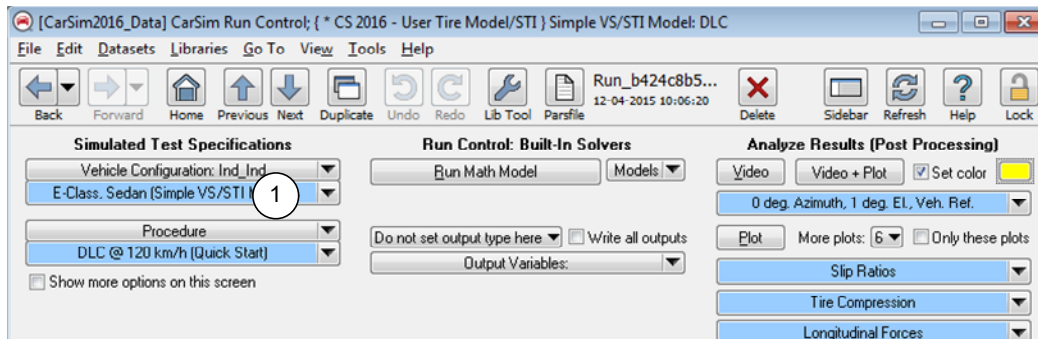 [CarSim2016_Data] CarSim Run Control; { * CS 2016 - User Tire Model/STI } Simple VS/STI Model: DLC
File Edit Datasets Libraries Go To View Tools Help
Run_b424c8b5...
12-04-2015 10:06:20
Back Forward Home Previous Next Duplicate Undo Redo Lib Tool Parsfile Delete Sidebar Refresh Help Lock
Simulated Test Specifications
Vehicle Configuration: Ind_Ind
E-Class, Sedan (Simple VS/STI
1
Procedure
DLC @ 120 km/h (Quick Start)
Show more options on this screen
Run Control: Built-In Solvers
Run Math Model Models
Do not set output type here Write all outputs
Output Variables:
Analyze Results (Post Processing)
Video Video + Plot Set color
0 deg. Azimuth, 1 deg. El., Veh. Ref.
Plot More plots: 6 Only these plots
Slip Ratios
Tire Compression
Longitudinal Forces